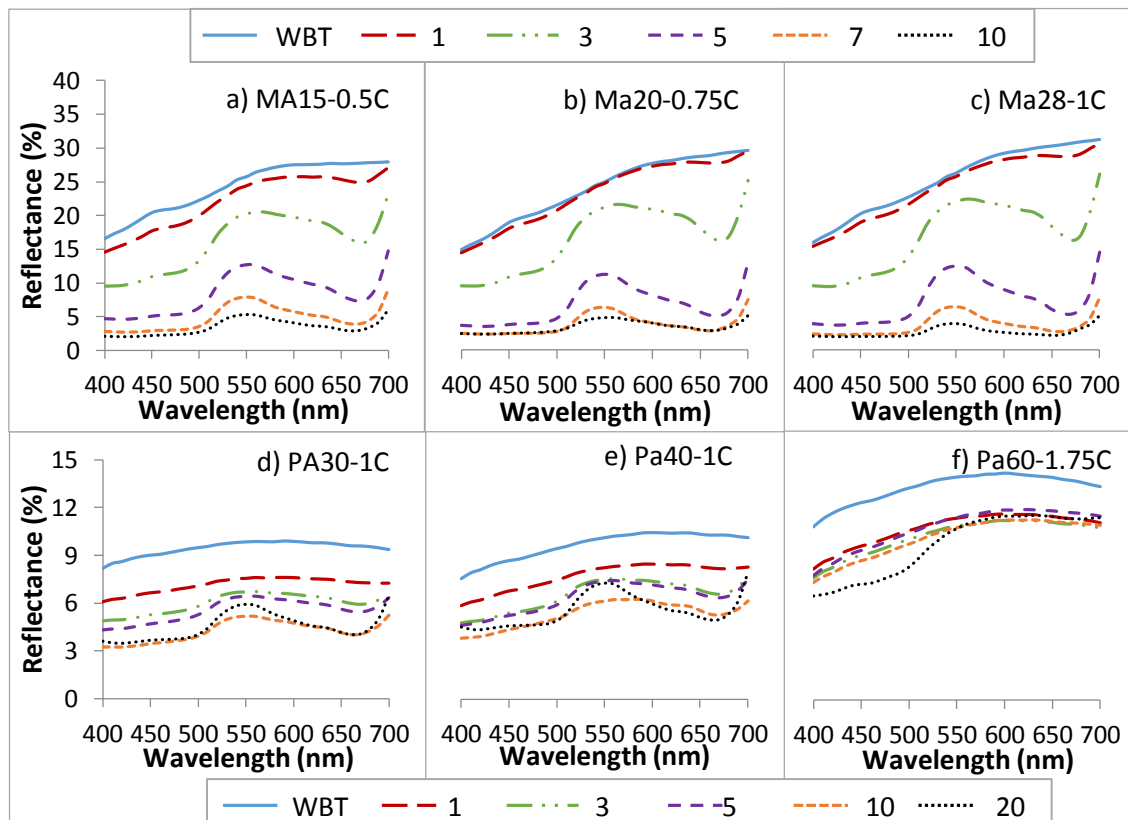 WBT 1 3 5 7 10
40
35
30
25
20
15
10
5
0
Reflectance (%)
a) MA15-0.5C
b) Ma20-0.75C
c) Ma28-1C
400 450 500 550 600 650 700
400 450 500 550 600 650 700
400 450 500 550 600 650 700
Wavelength (nm)
Wavelength (nm)
Wavelength (nm)
15
12
9
6
3
0
Reflectance (%)
d) PA30-1C
e) Pa40-1C
f) Pa60-1.75C
400 450 500 550 600 650 700
400 450 500 550 600 650 700
400 450 500 550 600 650 700
Wavelength (nm)
Wavelength (nm)
Wavelength (nm)
WBT 1 3 5 10 20